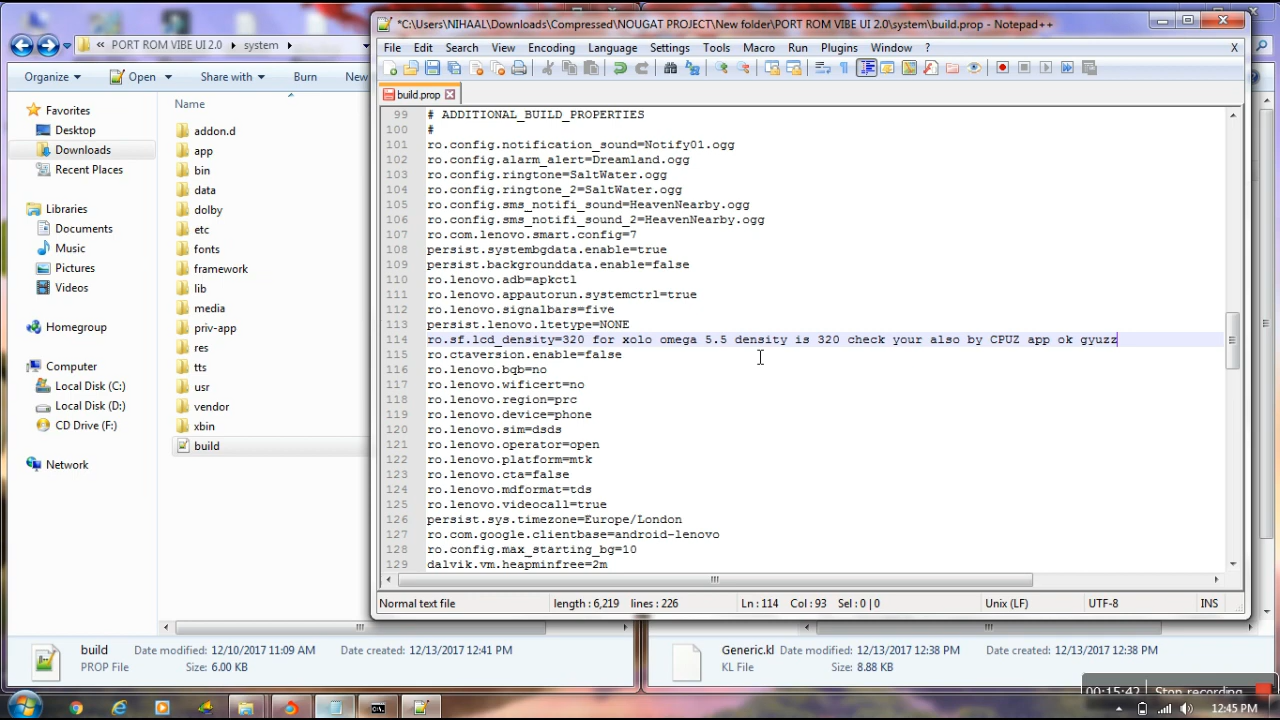 *C:\Users\NIHAAL\Downloads\Compressed\NOUGAT PROJECT\New folder\PORT ROM VIBE UI 2.0\system\build.prop - Notepad++
« PORT ROM VIBE UI 2.0 ▸ system ▸
File Edit Search View Encoding Language Settings Tools Macro Run Plugins Window ? X
Organize Open Share with Burn New
build.prop
Favorites
Desktop
Downloads
Recent Places
Libraries
Documents
Music
Pictures
Videos
Homegroup
Computer
Local Disk (C:)
Local Disk (D:)
CD Drive (F:)
Network
Name
addon.d
app
bin
data
dolby
etc
fonts
framework
lib
media
priv-app
res
tts
usr
vendor
xbin
build
99 # ADDITIONAL_BUILD_PROPERTIES
100 #
101 ro.config.notification_sound=Notify01.ogg
102 ro.config.alarm_alert=Dreamland.ogg
103 ro.config.ringtone=SaltWater.ogg
104 ro.config.ringtone_2=SaltWater.ogg
105 ro.config.sms_notifi_sound=HeavenNearby.ogg
106 ro.config.sms_notifi_sound_2=HeavenNearby.ogg
107 ro.com.lenovo.smart.config=7
108 persist.systembgdata.enable=true
109 persist.backgrounddata.enable=false
110 ro.lenovo.adb=apkctl
111 ro.lenovo.appautorun.systemctrl=true
112 ro.lenovo.signalbars=five
113 persist.lenovo.ltetype=NONE
114 ro.sf.lcd_density=320 for xolo omega 5.5 density is 320 check your also by CPUZ app ok gyuzz
115 ro.ctaversion.enable=false
116 ro.lenovo.bqb=no
117 ro.lenovo.wificert=no
118 ro.lenovo.region=prc
119 ro.lenovo.device=phone
120 ro.lenovo.sim=dsds
121 ro.lenovo.operator=open
122 ro.lenovo.platform=mtk
123 ro.lenovo.cta=false
124 ro.lenovo.mdformat=tds
125 ro.lenovo.videocall=true
126 persist.sys.timezone=Europe/London
127 ro.com.google.clientbase=android-lenovo
128 ro.config.max_starting_bg=10
129 dalvik.vm.heapminfree=2m
Normal text file length : 6,219 lines : 226 Ln : 114 Col : 93 Sel : 0 | 0 Unix (LF) UTF-8 INS
build Date modified: 12/10/2017 11:09 AM Date created: 12/13/2017 12:41 PM
PROP File Size: 6.00 KB
Generic.kl Date modified: 12/13/2017 12:38 PM Date created: 12/13/2017 12:38 PM
KL File Size: 8.88 KB
00:15:42 Stop recording
12:45 PM